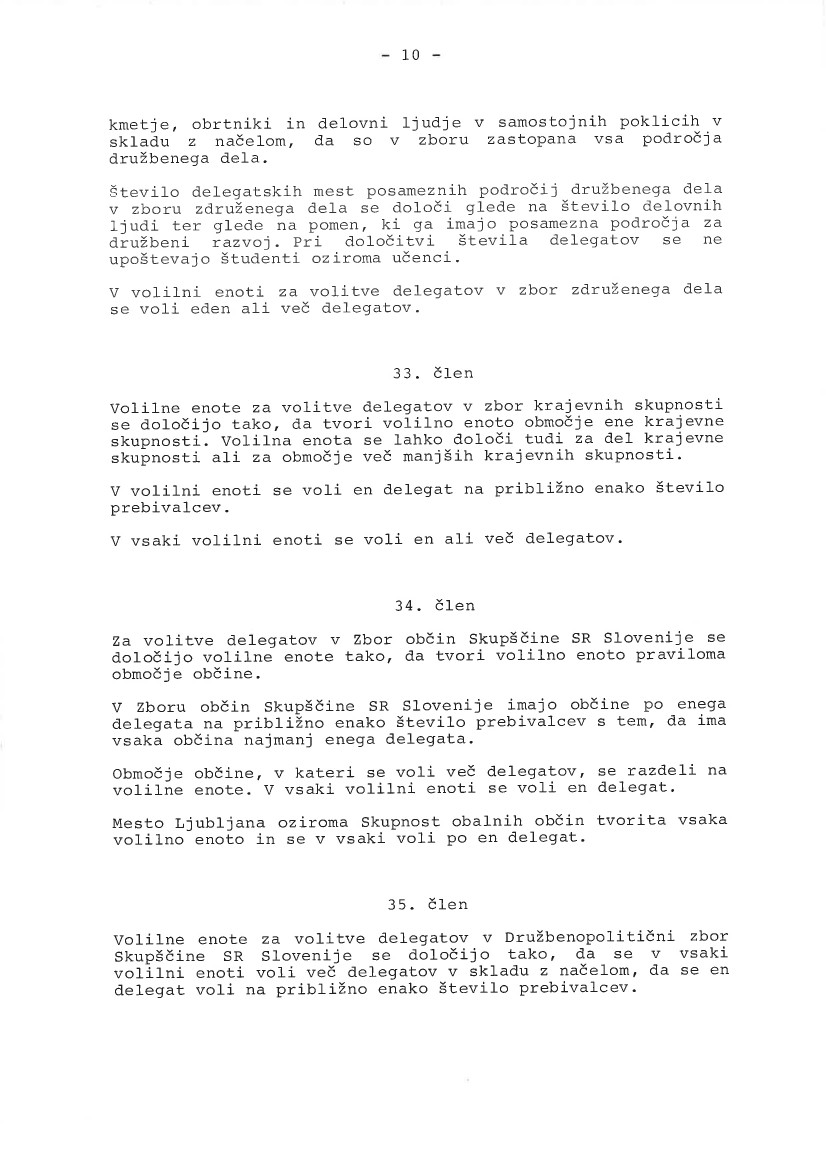 - 10 -
kmetje, obrtniki in delovni ljudje v samostojnih poklicih v
skladu z načelom, da so v zboru zastopana vsa področja
družbenega dela.
Število delegatskih mest posameznih področij družbenega dela
v zboru združenega dela se določi glede na število delovnih
ljudi ter glede na pomen, ki ga imajo posamezna področja za
družbeni razvoj. Pri določitvi števila delegatov se ne
upoštevajo študenti oziroma učenci.
V volilni enoti za volitve delegatov v zbor združenega dela
se voli eden ali več delegatov.
33. člen
Volilne enote za volitve delegatov v zbor krajevnih skupnosti
se določijo tako, da tvori volilno enoto območje ene krajevne
skupnosti. Volilna enota se lahko določi tudi za del krajevne
skupnosti ali za območje več manjših krajevnih skupnosti.
V volilni enoti se voli en delegat na približno enako število
prebivalcev.
V vsaki volilni enoti se voli en ali več delegatov.
34. člen
Za volitve delegatov v Zbor občin Skupščine SR Slovenije se
določijo volilne enote tako, da tvori volilno enoto praviloma
območje občine.
V Zboru občin Skupščine SR Slovenije imajo občine po enega
delegata na približno enako število prebivalcev s tem, da ima
vsaka občina najmanj enega delegata.
Območje občine, v kateri se voli več delegatov, se razdeli na
volilne enote. V vsaki volilni enoti se voli en delegat.
Mesto Ljubljana oziroma Skupnost obalnih občin tvorita vsaka
volilno enoto in se v vsaki voli po en delegat.
35. člen
Volilne enote za volitve delegatov v Družbenopolitični zbor
Skupščine SR Slovenije se določijo tako, da se v vsaki
volilni enoti voli več delegatov v skladu z načelom, da se en
delegat voli na približno enako število prebivalcev.